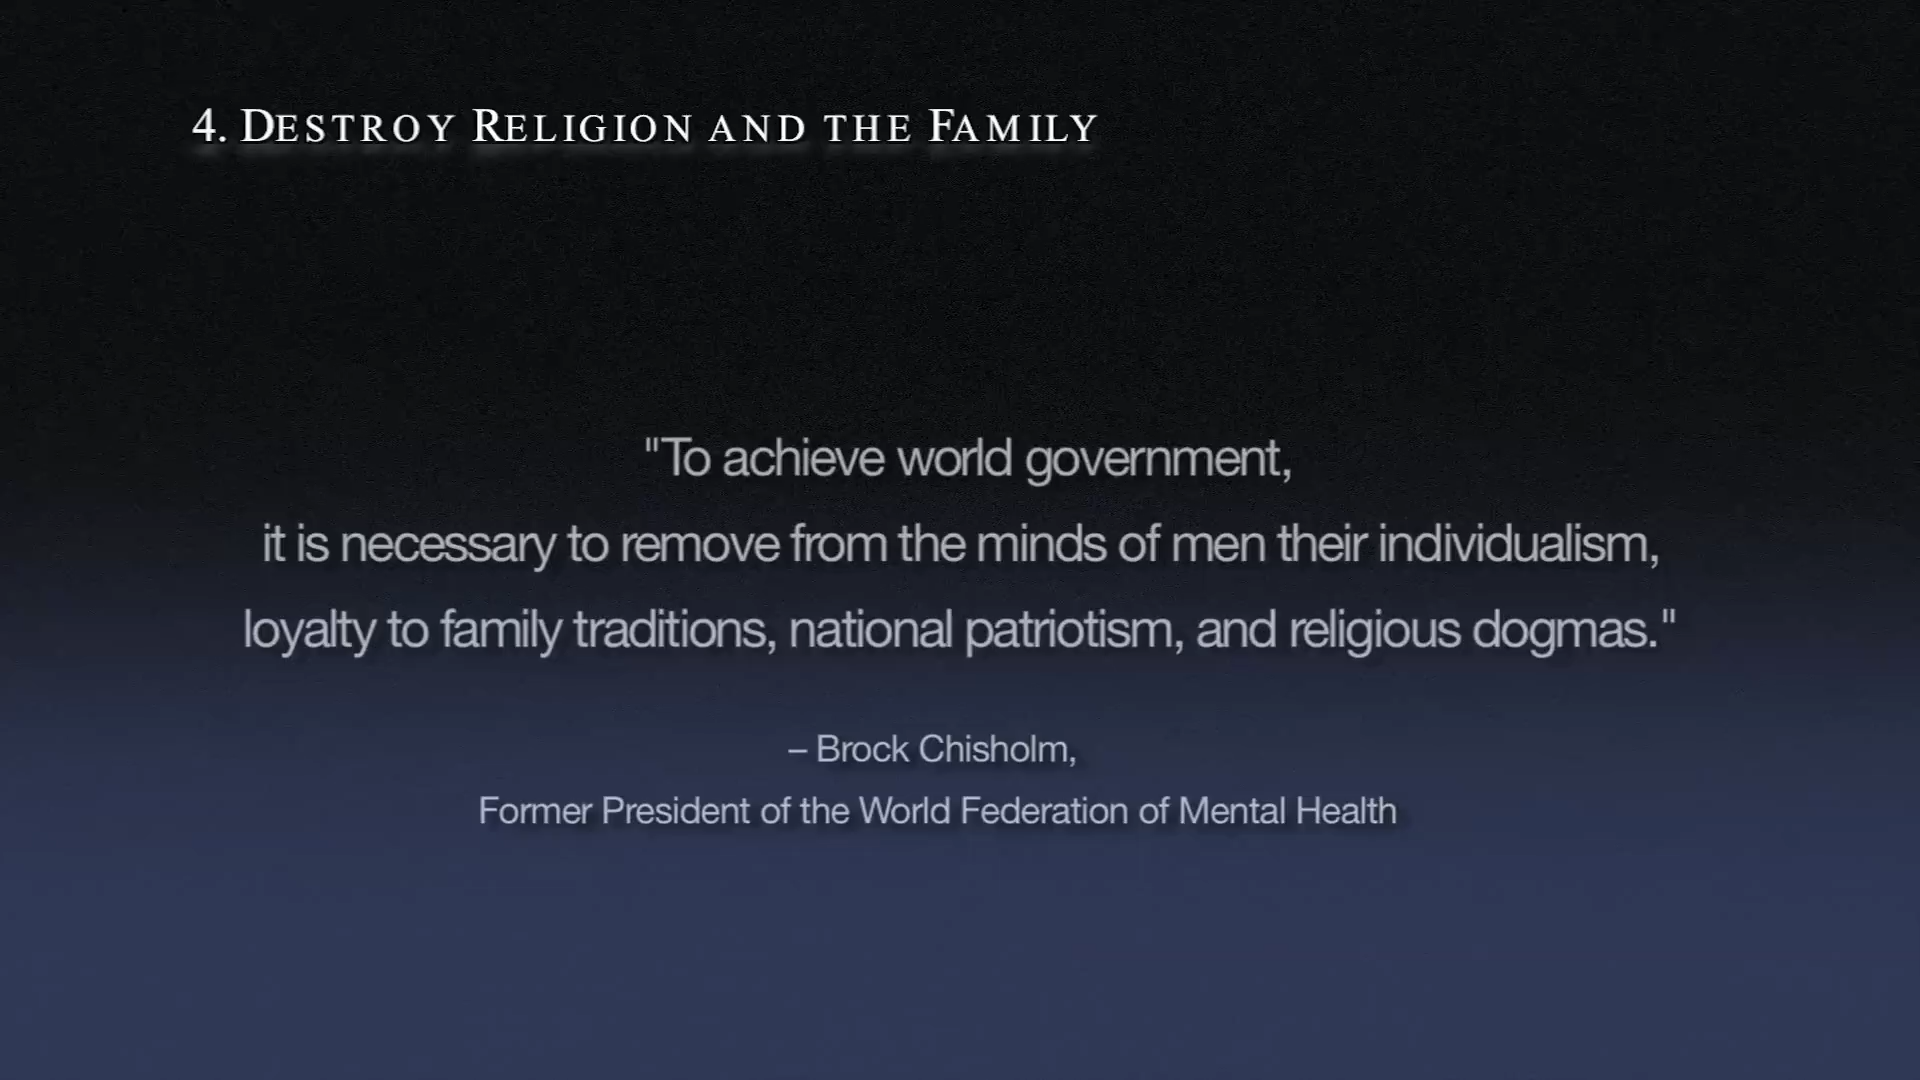 4. Destroy Religion and the Family
"To achieve world government,
it is necessary to remove from the minds of men their individualism,
loyalty to family traditions, national patriotism, and religious dogmas."
– Brock Chisholm,
Former President of the World Federation of Mental Health